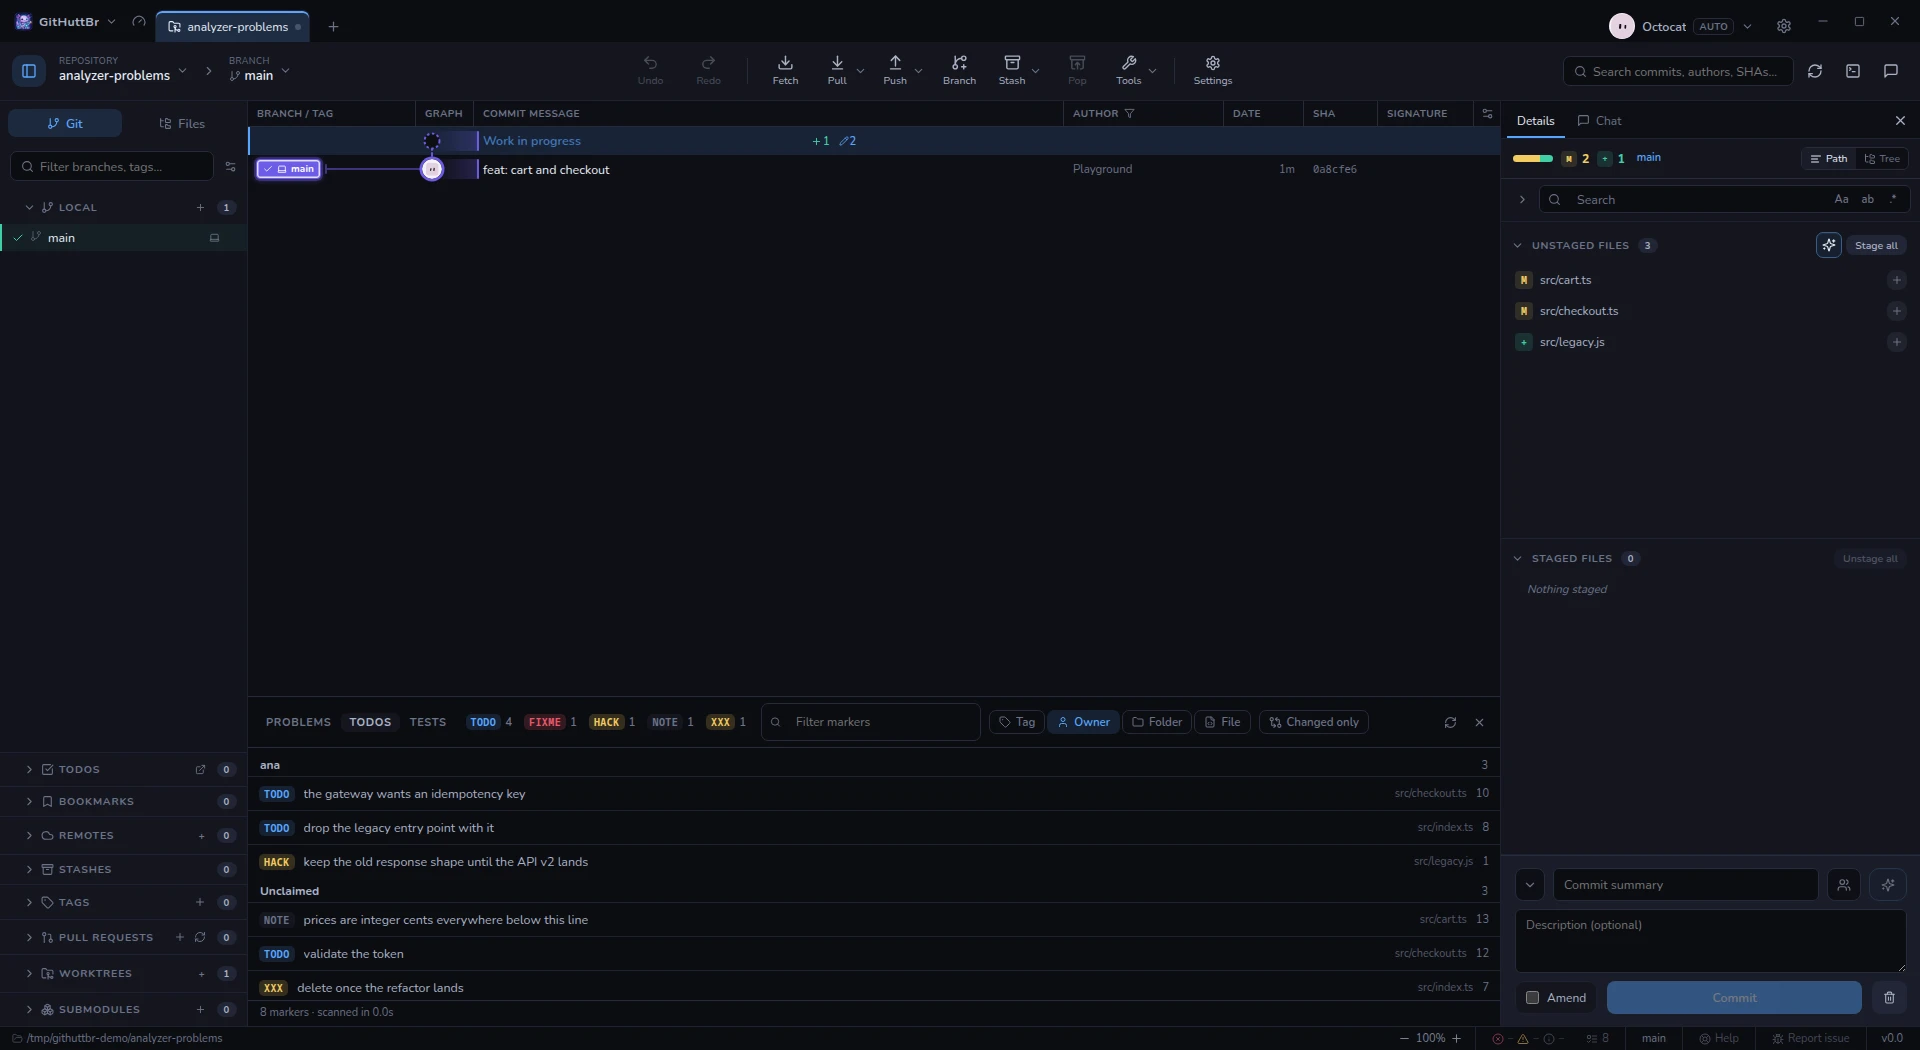 GitHuttBr
analyzer-problems
Octocat AUTO
REPOSITORY
analyzer-problems
BRANCH
main
Undo
Redo
Fetch
Pull
Push
Branch
Stash
Pop
Tools
Settings
Search commits, authors, SHAs...
Git
Files
Filter branches, tags...
LOCAL 1
main
BRANCH / TAG
GRAPH
COMMIT MESSAGE
AUTHOR
DATE
SHA
SIGNATURE
Work in progress
+ 1 2
main
feat: cart and checkout
Playground
1m
0a8cfe6
Details
Chat
M 2 + 1 main
Path
Tree
Search
Aa ab .*
UNSTAGED FILES 3
Stage all
M src/cart.ts
M src/checkout.ts
+ src/legacy.js
STAGED FILES 0
Unstage all
Nothing staged
TODOS 0
BOOKMARKS 0
REMOTES + 0
STASHES 0
TAGS + 0
PULL REQUESTS + 0
WORKTREES + 1
SUBMODULES + 0
PROBLEMS
TODOS
TESTS
TODO 4
FIXME 1
HACK 1
NOTE 1
XXX 1
Filter markers
Tag
Owner
Folder
File
Changed only
ana 3
TODO the gateway wants an idempotency key src/checkout.ts 10
TODO drop the legacy entry point with it src/index.ts 8
HACK keep the old response shape until the API v2 lands src/legacy.js 1
Unclaimed 3
NOTE prices are integer cents everywhere below this line src/cart.ts 13
TODO validate the token src/checkout.ts 12
XXX delete once the refactor lands src/index.ts 7
8 markers · scanned in 0.0s
Commit summary
Description (optional)
Amend
Commit
/tmp/githuttbr-demo/analyzer-problems
— 100% +
8
main
Help
Report issue
v0.0